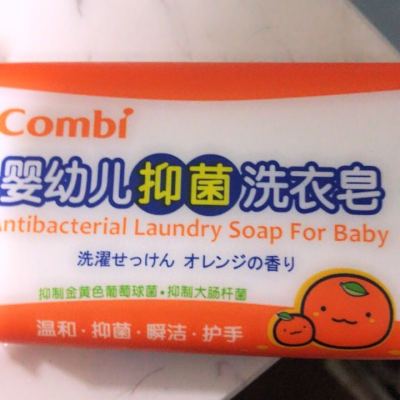 Combi
婴幼儿抑菌洗衣皂
Antibacterial Laundry Soap For Baby
洗濯せっけん オレンジの香り
抑制金黄色葡萄球菌·抑制大肠杆菌
温和·抑菌·瞬洁·护手